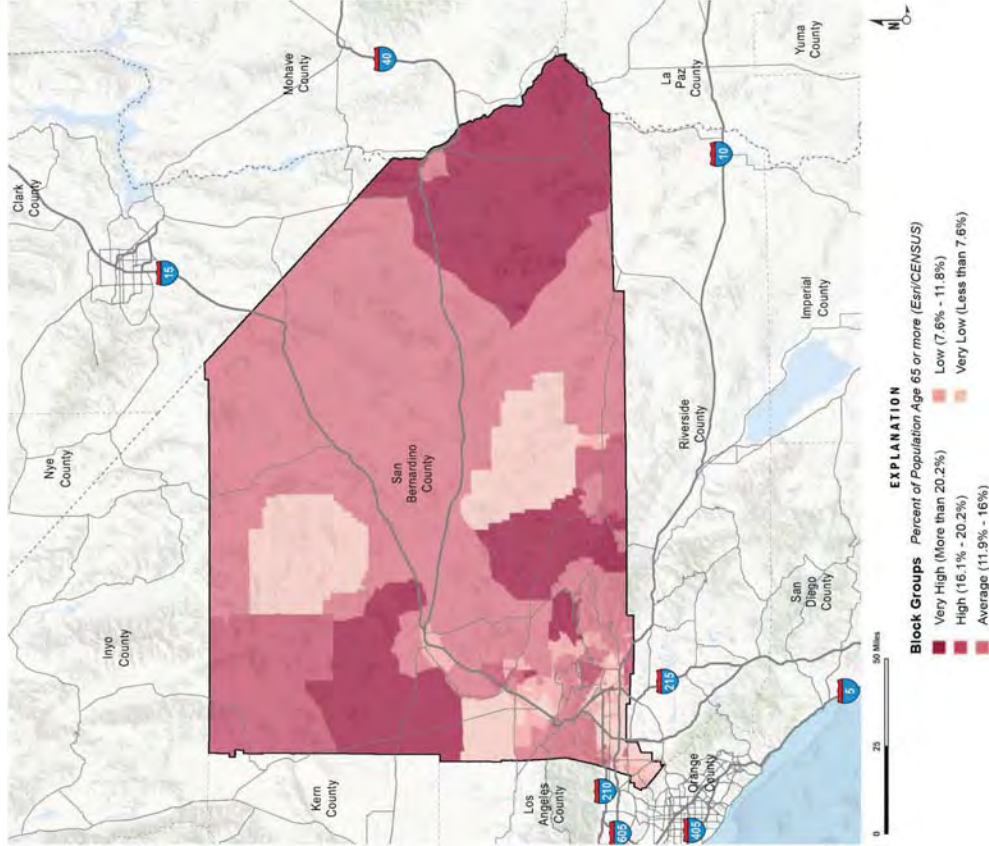 Clark
County
Nye
County
Inyo
County
Mohave
County
15
40
Kern
County
San
Bernardino
County
Los
Angeles
County
La
Paz
County
Yuma
County
10
Riverside
County
Imperial
County
San
Diego
County
Orange
County
210
605
405
215
5
N
0
25
50 Miles
EXPLANATION
Block Groups Percent of Population Age 65 or more (Esri/CENSUS)
Very High (More than 20.2%)
High (16.1% - 20.2%)
Average (11.9% - 16%)
Low (7.6% - 11.8%)
Very Low (Less than 7.6%)